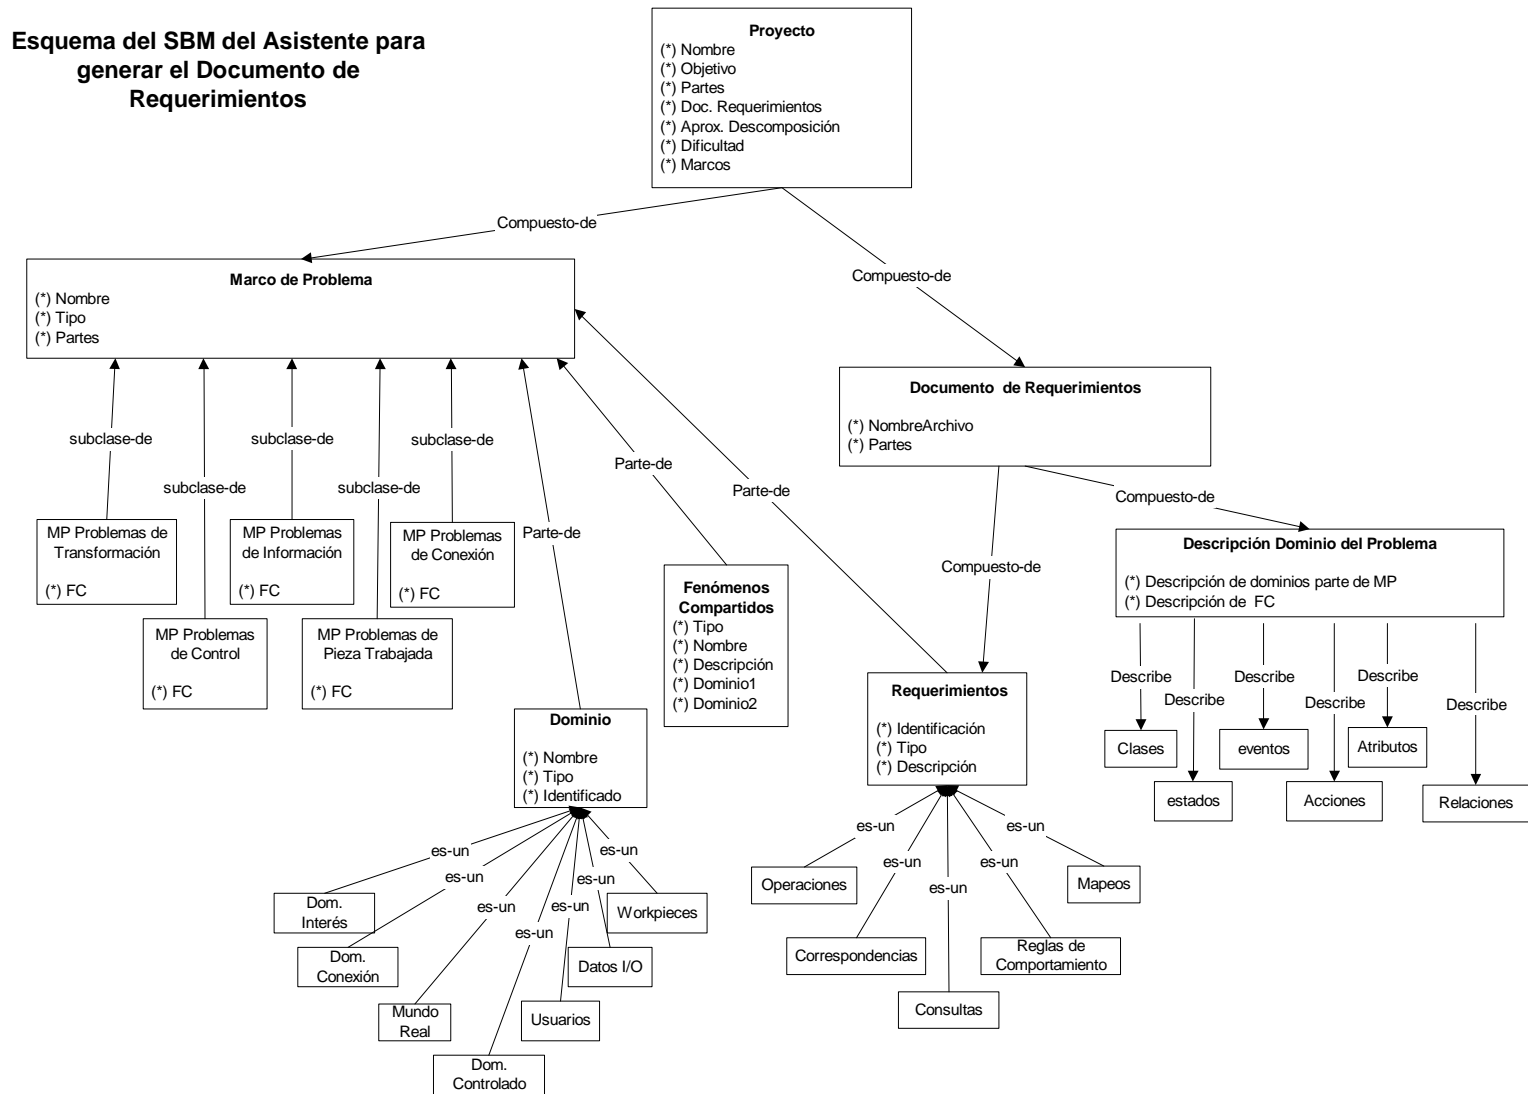 Esquema del SBM del Asistente para
generar el Documento de
Requerimientos
Proyecto
(*) Nombre
(*) Objetivo
(*) Partes
(*) Doc. Requerimientos
(*) Aprox. Descomposición
(*) Dificultad
(*) Marcos
Compuesto-de
Compuesto-de
Marco de Problema
(*) Nombre
(*) Tipo
(*) Partes
Documento de Requerimientos
(*) NombreArchivo
(*) Partes
subclase-de
subclase-de
subclase-de
subclase-de
subclase-de
Parte-de
Parte-de
Parte-de
Compuesto-de
Compuesto-de
MP Problemas de
Transformación
(*) FC
MP Problemas
de Información
(*) FC
MP Problemas
de Conexión
(*) FC
MP Problemas
de Control
(*) FC
MP Problemas de
Pieza Trabajada
(*) FC
Fenómenos
Compartidos
(*) Tipo
(*) Nombre
(*) Descripción
(*) Dominio1
(*) Dominio2
Descripción Dominio del Problema
(*) Descripción de dominios parte de MP
(*) Descripción de FC
Describe
Describe
Describe
Describe
Describe
Describe
Clases
eventos
Atributos
estados
Acciones
Relaciones
Requerimientos
(*) Identificación
(*) Tipo
(*) Descripción
Dominio
(*) Nombre
(*) Tipo
(*) Identificado
es-un
es-un
es-un
es-un
es-un
es-un
es-un
Dom.
Interés
Dom.
Conexión
Mundo
Real
Dom.
Controlado
Usuarios
Datos I/O
Workpieces
es-un
es-un
es-un
es-un
es-un
Operaciones
Correspondencias
Consultas
Reglas de
Comportamiento
Mapeos